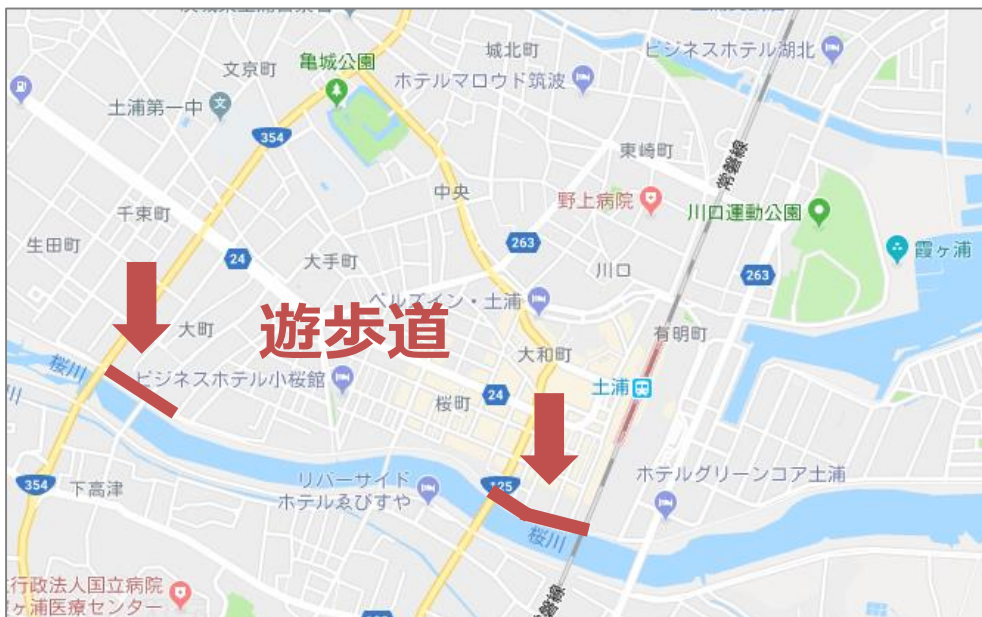 城北町
ビジネスホテル湖北
文京町
亀城公園
ホテルマロウド筑波
土浦第一中
354
東崎町
常磐線
中央
野上病院
川口運動公園
千束町
生田町
263
霞ヶ浦
24
大手町
川口
263
ベルズイン・土浦
遊歩道
大町
有明町
大和町
桜川
ビジネスホテル小桜館
土浦
24
桜町
リバーサイド
ホテルゑびすや
ホテルグリーンコア土浦
354
下高津
125
桜川
行政法人国立病院
ヶ浦医療センター
常磐線